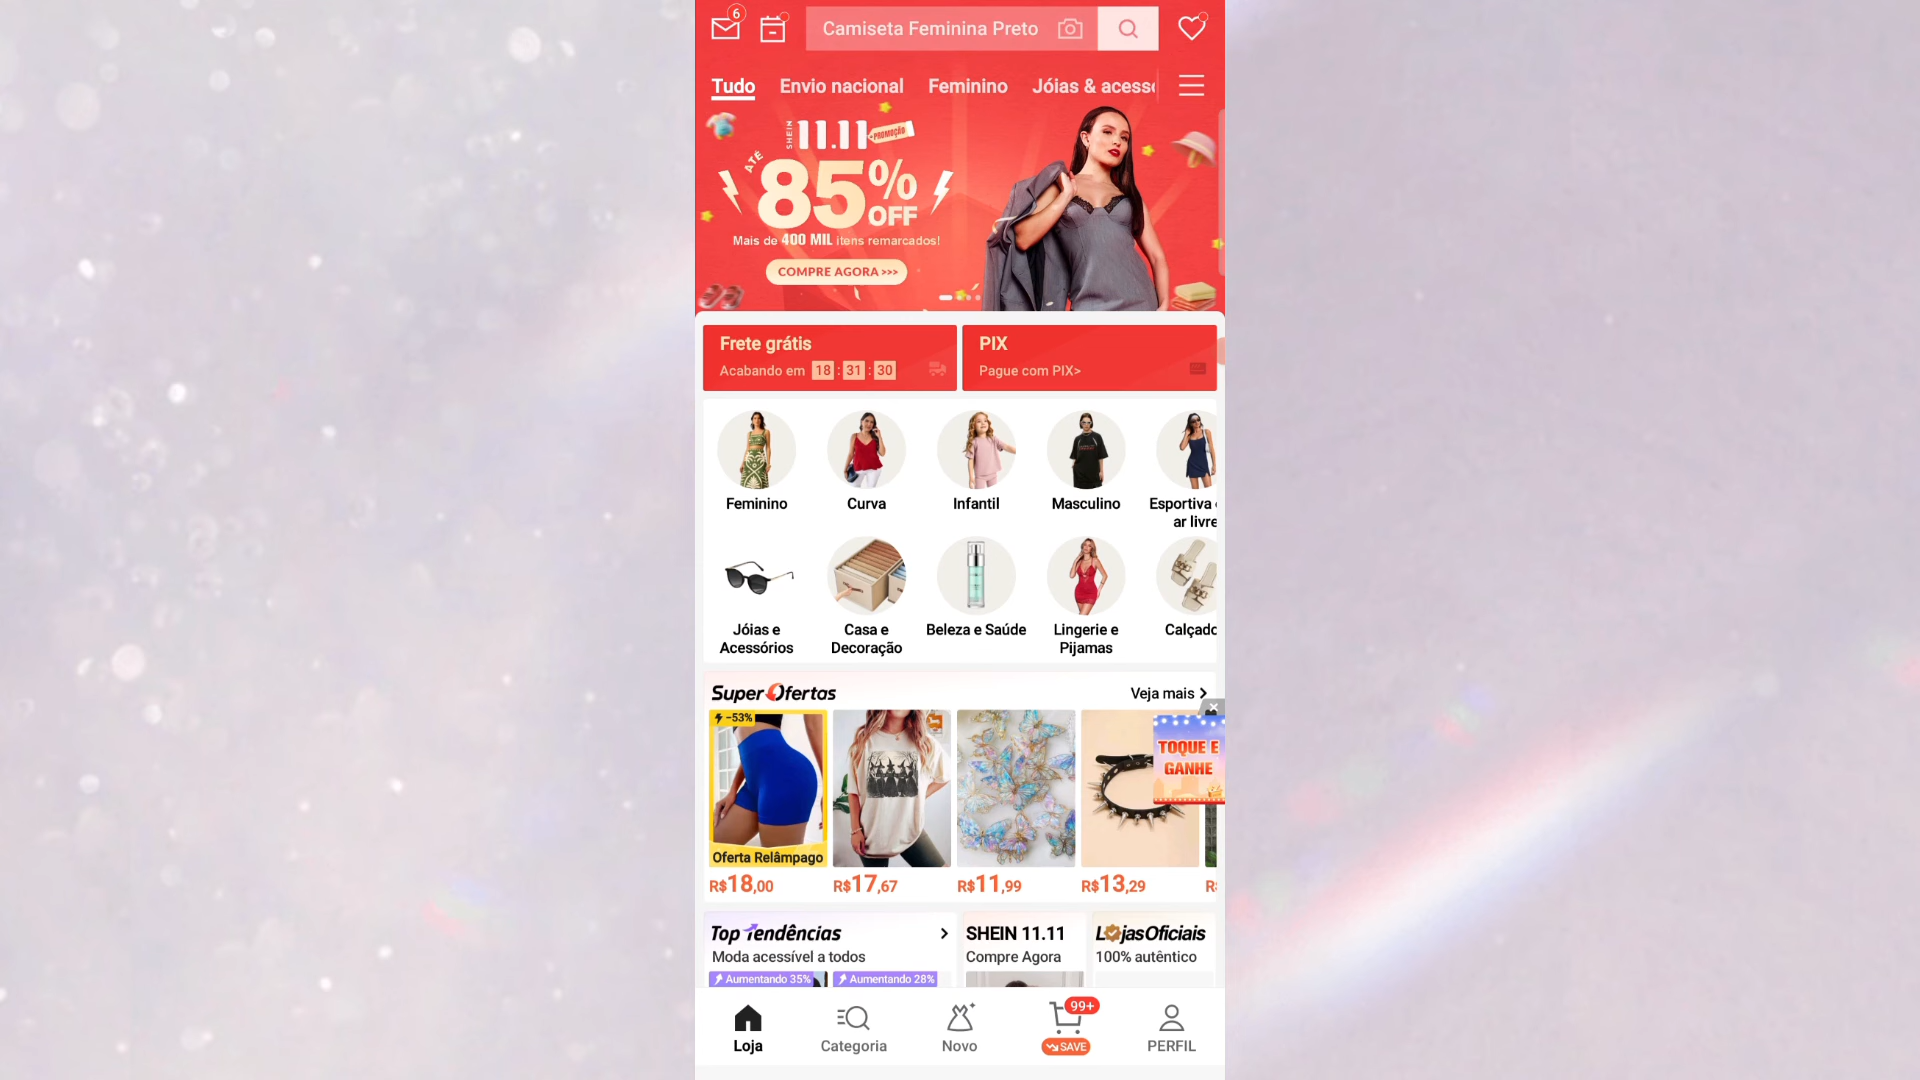 6
Camiseta Feminina Preto
Tudo Envio nacional Feminino Jóias & acess
SHEIN 11.11 PROMOÇÃO
ATÉ
85% OFF
Mais de 400 MIL itens remarcados!
COMPRE AGORA >>>
Frete grátis
Acabando em 18 : 31 : 30
PIX
Pague com PIX>
Feminino Curva Infantil Masculino Esportiva
ar livre
Jóias e Casa e Beleza e Saúde Lingerie e Calçado
Acessórios Decoração Pijamas
Super Ofertas Veja mais >
-53%
TOQUE E
GANHE
Oferta Relâmpago
R$18,00 R$17,67 R$11,99 R$13,29 R
Top Tendências > SHEIN 11.11 LojasOficiais
Moda acessível a todos Compre Agora 100% autêntico
Aumentando 35% Aumentando 28%
99+
SAVE
Loja Categoria Novo PERFIL